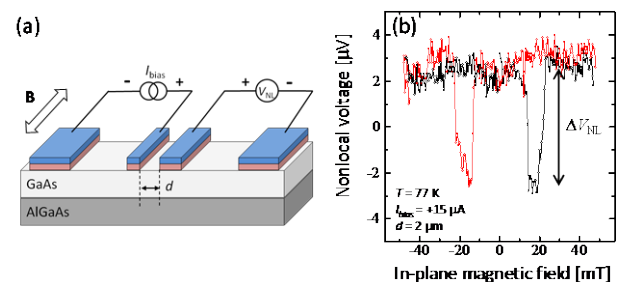 (a)
I bias
- +
+ V NL -
B
d
GaAs
AlGaAs
(b)
Nonlocal voltage [µV]
4
2
0
-2
-4
ΔV NL
T = 77 K
I bias = +15 µA
d = 2 µm
-40 -20 0 20 40
In-plane magnetic field [mT]